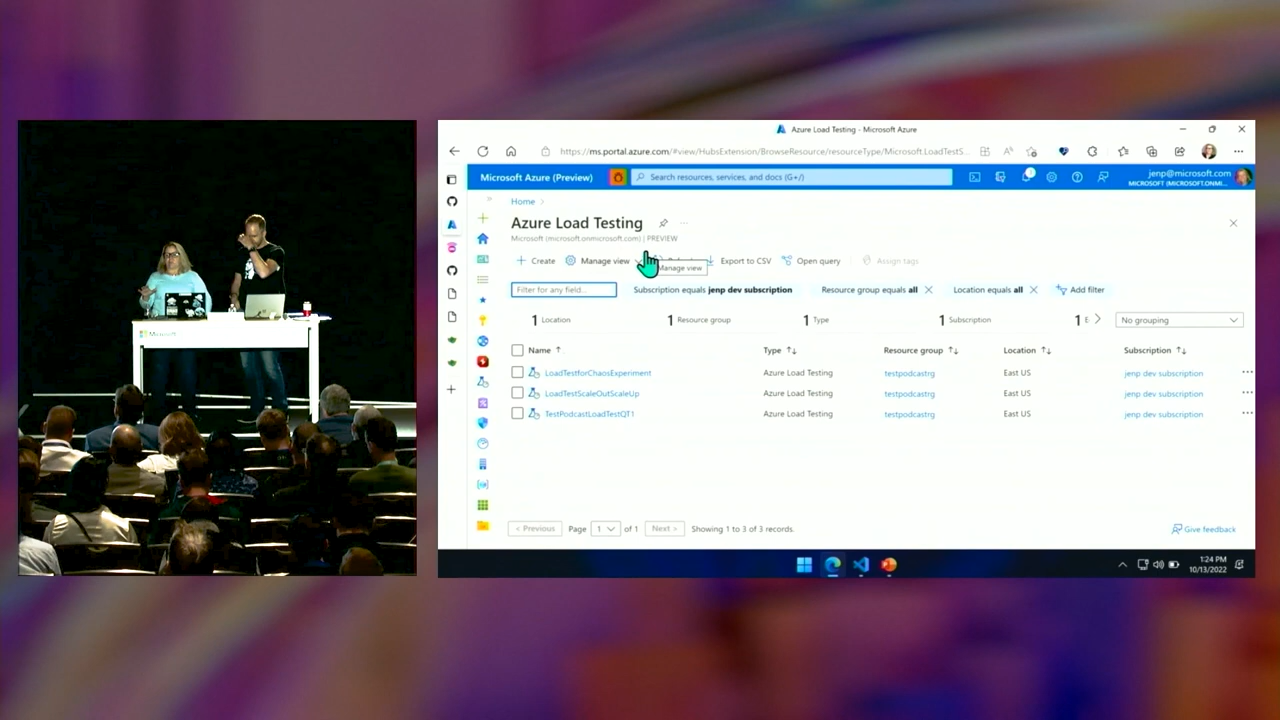 Microsoft
Azure Load Testing - Microsoft Azure
https://ms.portal.azure.com/#view/HubsExtension/BrowseResource/resourceType/Microsoft.LoadTestS...
Microsoft Azure (Preview)
Search resources, services, and docs (G+/)
1
jenp@microsoft.com
MICROSOFT (MICROSOFT.ONMI...
Home
Azure Load Testing
Microsoft (microsoft.onmicrosoft.com) | PREVIEW
Create
Manage view
Export to CSV
Open query
Assign tags
Manage view
Filter for any field...
Subscription equals jenp dev subscription
Resource group equals all
Location equals all
Add filter
1 Location
1 Resource group
1 Type
1 Subscription
1 E
No grouping
Name Type Resource group Location Subscription
LoadTestforChaosExperiment Azure Load Testing testpodcastrg East US jenp dev subscription
LoadTestScaleOutScaleUp Azure Load Testing testpodcastrg East US jenp dev subscription
TestPodcastLoadTestQT1 Azure Load Testing testpodcastrg East US jenp dev subscription
< Previous Page 1 of 1 Next > Showing 1 to 3 of 3 records.
Give feedback
1:24 PM
10/13/2022